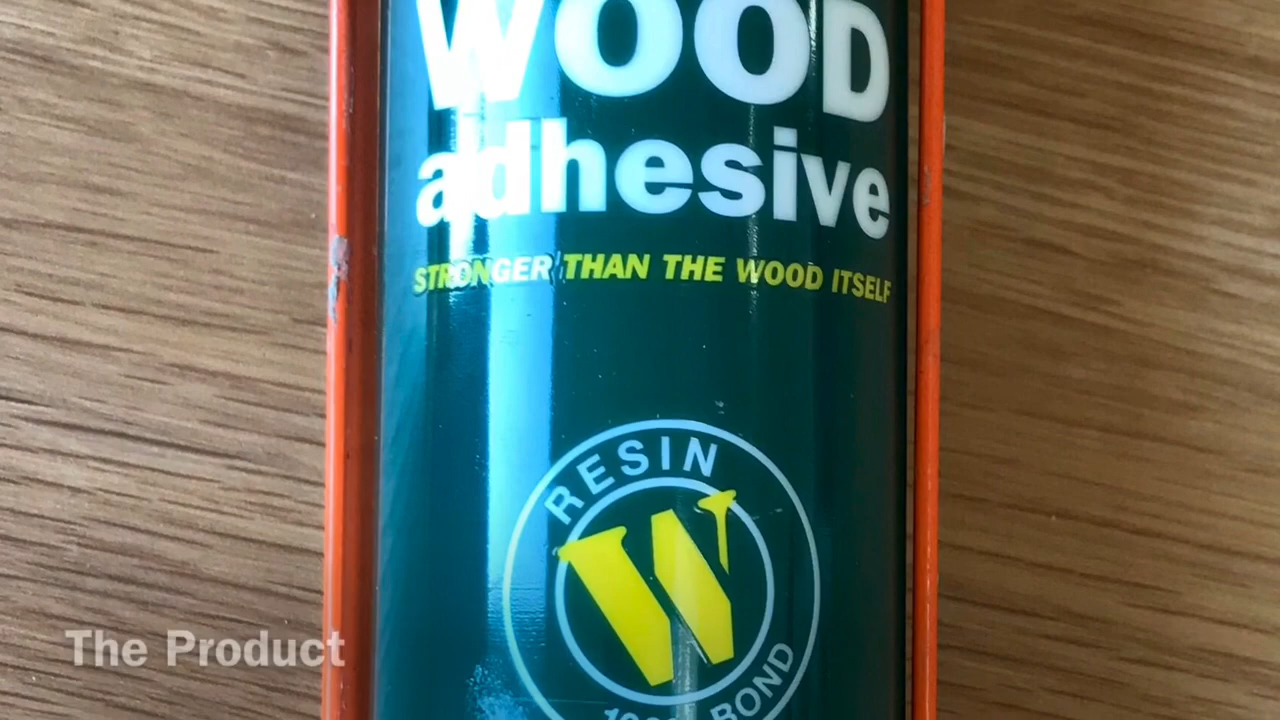 WOOD
adhesive
STRONGER THAN THE WOOD ITSELF
RESIN
W
BOND
The Product